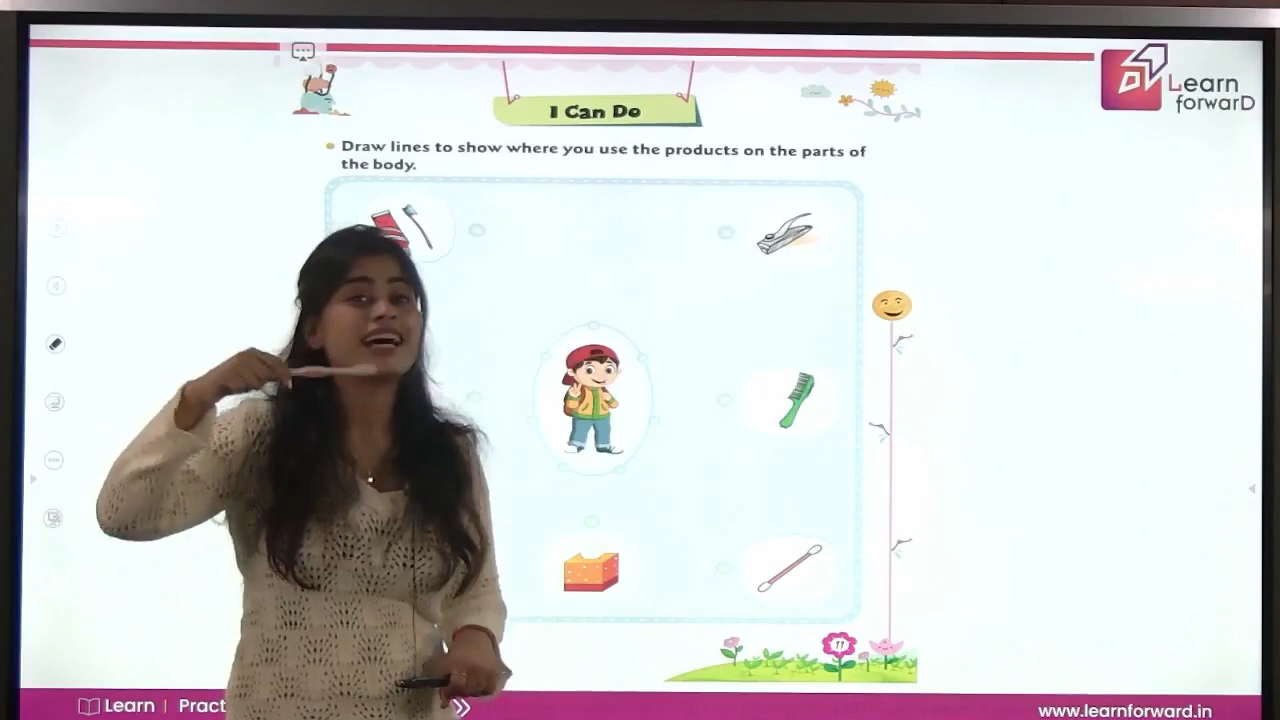 I Can Do
Learn
forwarD
Draw lines to show where you use the products on the parts of
the body.
11
Learn |
www.learnforward.in